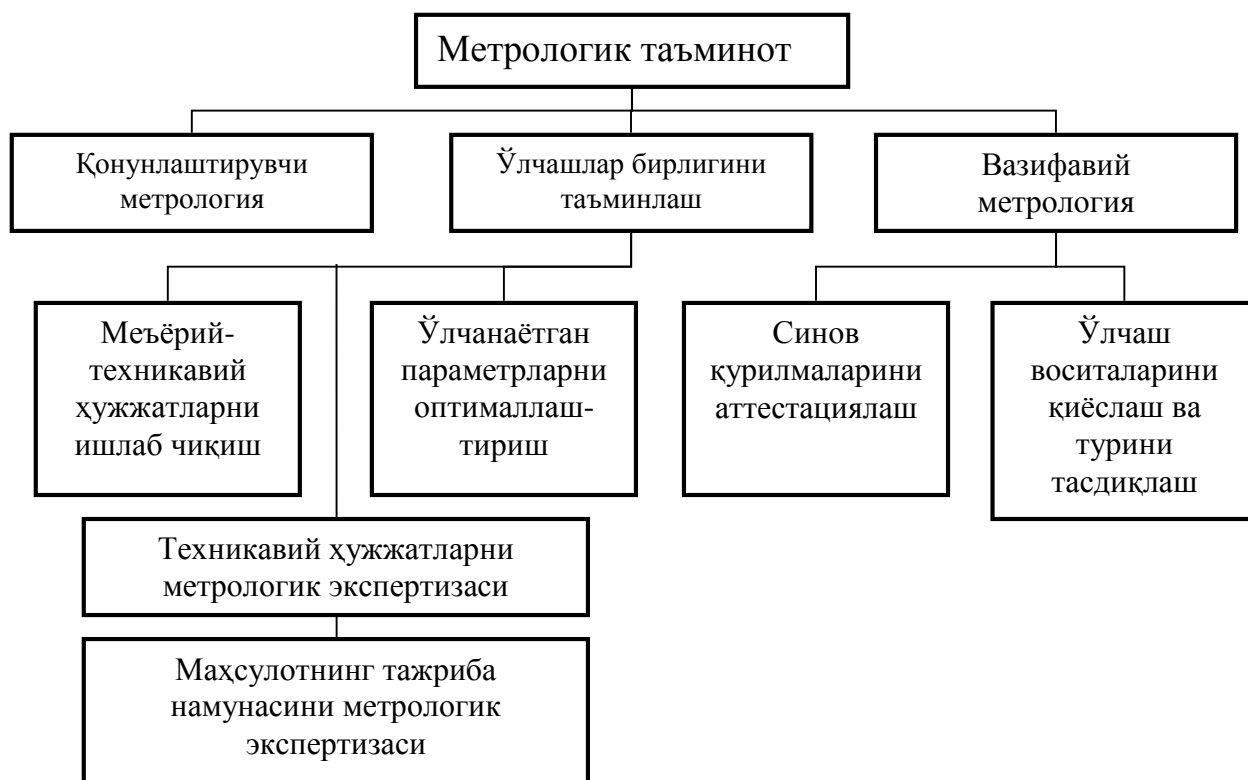 Метрологик таъминот
Қонунлаштирувчи
метрология
Ўлчашлар бирлигини
таъминлаш
Вазифавий
метрология
Меъёрий-
техникавий
ҳужжатларни
ишлаб чиқиш
Ўлчанаётган
параметрларни
оптималлаш-
тириш
Синов
қурилмаларини
аттестациялаш
Ўлчаш
воситаларини
қиёслаш ва
турини
тасдиқлаш
Техникавий ҳужжатларни
метрологик экспертизаси
Маҳсулотнинг тажриба
намунасини метрологик
экспертизаси